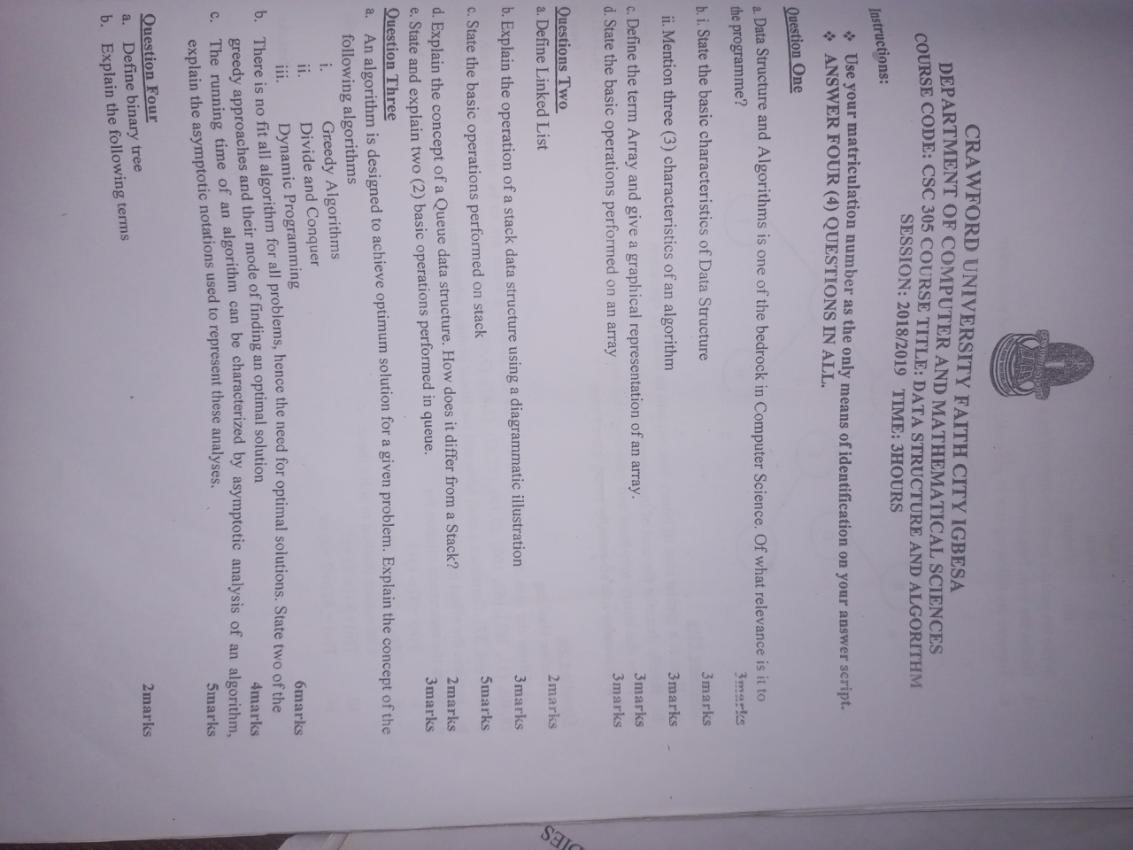 CRAWFORD UNIVERSITY FAITH CITY IGBESA
DEPARTMENT OF COMPUTER AND MATHEMATICAL SCIENCES
COURSE CODE: CSC 305 COURSE TITLE: DATA STRUCTURE AND ALGORITHM
SESSION: 2018/2019 TIME: 3HOURS
Instructions:
❖ Use your matriculation number as the only means of identification on your answer script.
❖ ANSWER FOUR (4) QUESTIONS IN ALL.
Question One
a. Data Structure and Algorithms is one of the bedrock in Computer Science. Of what relevance is it to
the programme? 3marks
b. i. State the basic characteristics of Data Structure 3marks
ii. Mention three (3) characteristics of an algorithm 3marks
c. Define the term Array and give a graphical representation of an array. 3marks
d. State the basic operations performed on an array 3marks
Questions Two
a. Define Linked List 2marks
b. Explain the operation of a stack data structure using a diagrammatic illustration 3marks
c. State the basic operations performed on stack 5marks
d. Explain the concept of a Queue data structure. How does it differ from a Stack? 2marks
e. State and explain two (2) basic operations performed in queue. 3marks
Question Three
a. An algorithm is designed to achieve optimum solution for a given problem. Explain the concept of the
following algorithms
i. Greedy Algorithms
ii. Divide and Conquer
iii. Dynamic Programming 6marks
b. There is no fit all algorithm for all problems, hence the need for optimal solutions. State two of the
greedy approaches and their mode of finding an optimal solution 4marks
c. The running time of an algorithm can be characterized by asymptotic analysis of an algorithm,
explain the asymptotic notations used to represent these analyses. 5marks
Question Four
a. Define binary tree 2marks
b. Explain the following terms